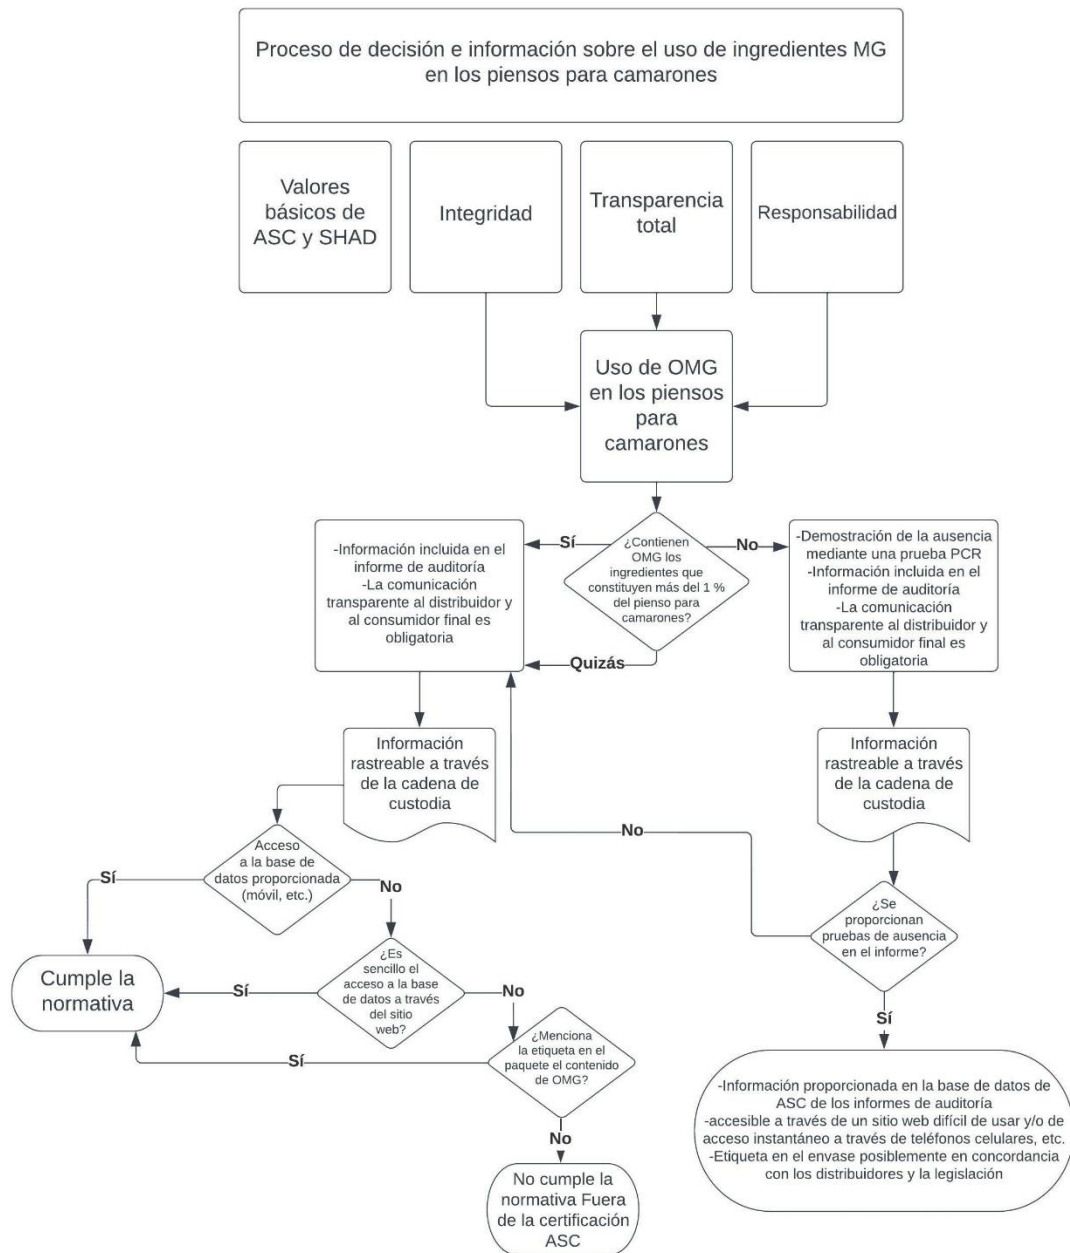 Proceso de decisión e información sobre el uso de ingredientes MG
en los piensos para camarones
Valores
básicos de
ASC y SHAD
Integridad
Transparencia
total
Responsabilidad
Uso de OMG
en los piensos
para
camarones
¿Contienen
OMG los
ingredientes que
constituyen más del 1 %
del pienso para
camarones?
Sí
No
Quizás
-Información incluida en el
informe de auditoría
-La comunicación
transparente al distribuidor y
al consumidor final es
obligatoria
-Demostración de la ausencia
mediante una prueba PCR
-Información incluida en el
informe de auditoría
-La comunicación
transparente al distribuidor y
al consumidor final es
obligatoria
Información
rastreable a través
de la cadena de
custodia
Información
rastreable a través
de la cadena de
custodia
No
Acceso
a la base de
datos proporcionada
(móvil, etc.)
Sí
No
¿Se
proporcionan
pruebas de ausencia
en el informe?
Cumple la
normativa
Sí
¿Es
sencillo el
acceso a la base
de datos a través
del sitio
web?
No
Sí
Sí
¿Menciona
la etiqueta en el
paquete el contenido
de OMG?
No
No cumple la
normativa Fuera
de la certificación
ASC
-Información proporcionada en la base de datos de
ASC de los informes de auditoría
-accesible a través de un sitio web difícil de usar y/o de
acceso instantáneo a través de teléfonos celulares, etc.
-Etiqueta en el envase posiblemente en concordancia
con los distribuidores y la legislación